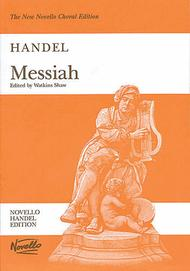 The New Novello Choral Edition
HANDEL
Messiah
Edited by Watkins Shaw
NOVELLO
HANDEL
EDITION
Novello